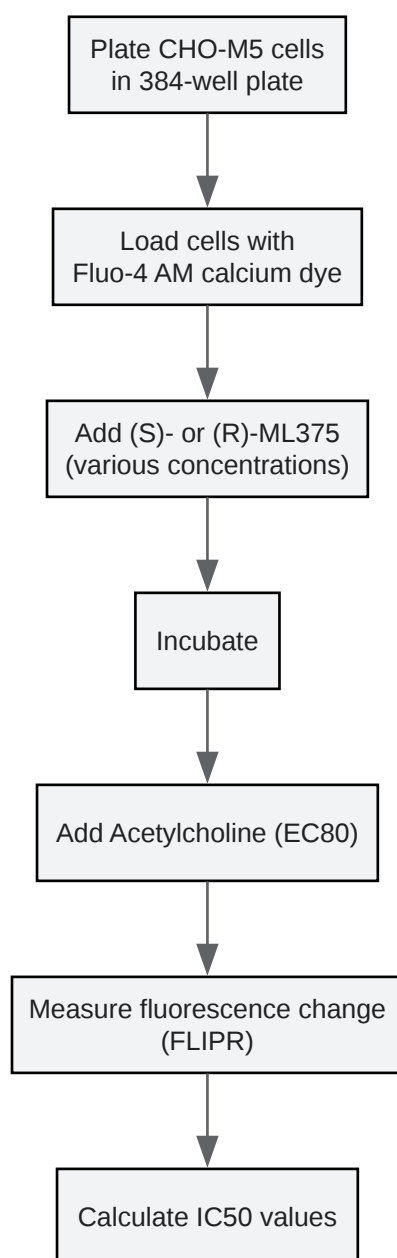 Plate CHO-M5 cells
in 384-well plate
Load cells with
Fluo-4 AM calcium dye
Add (S)- or (R)-ML375
(various concentrations)
Incubate
Add Acetylcholine (EC80)
Measure fluorescence change
(FLIPR)
Calculate IC50 values